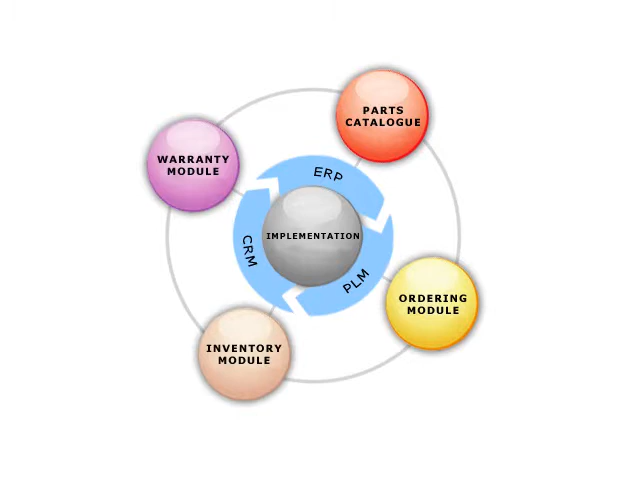 PARTS
CATALOGUE
WARRANTY
MODULE
ERP
IMPLEMENTATION
CRM
PLM
ORDERING
MODULE
INVENTORY
MODULE